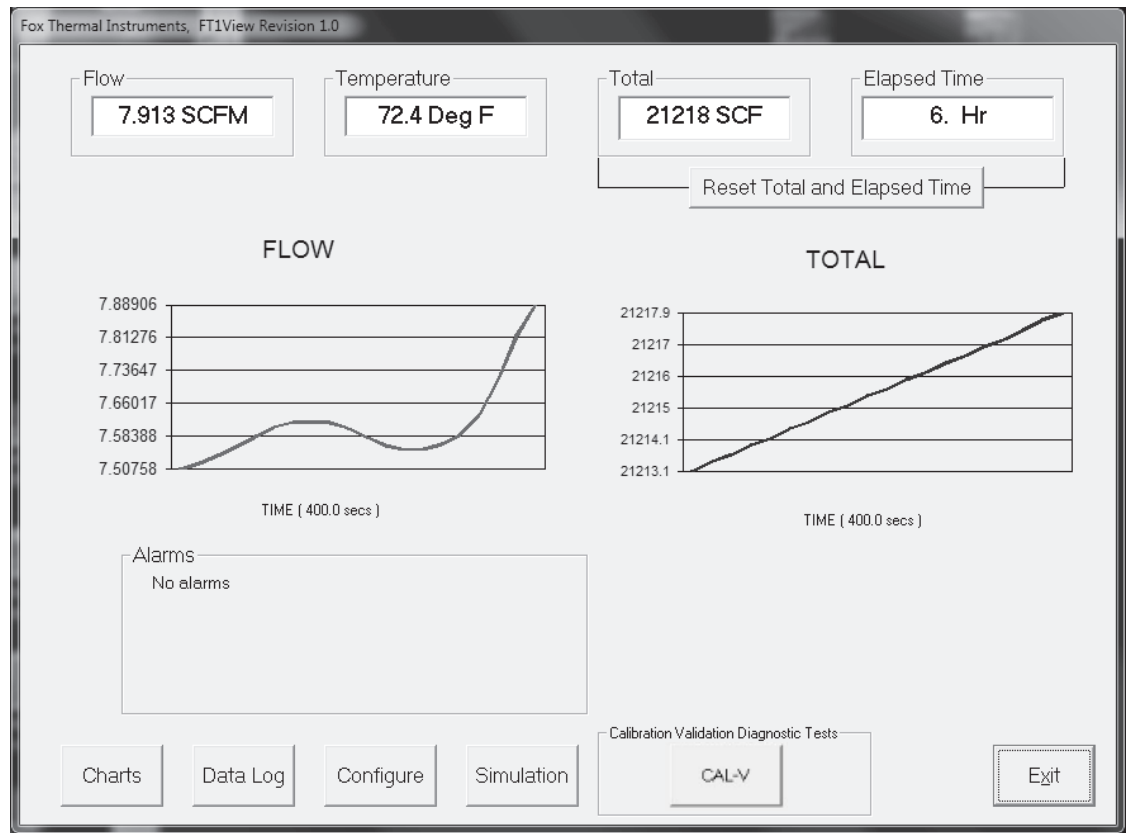 Fox Thermal Instruments, FT1View Revision 1.0
Flow
7.913 SCFM
Temperature
72.4 Deg F
Total
21218 SCF
Elapsed Time
6. Hr
Reset Total and Elapsed Time
FLOW
7.88906
7.81276
7.73647
7.66017
7.58388
7.50758
TIME ( 400.0 secs )
TOTAL
21217.9
21217
21216
21215
21214.1
21213.1
TIME ( 400.0 secs )
Alarms
No alarms
Charts
Data Log
Configure
Simulation
Calibration Validation Diagnostic Tests
CAL-V
Exit